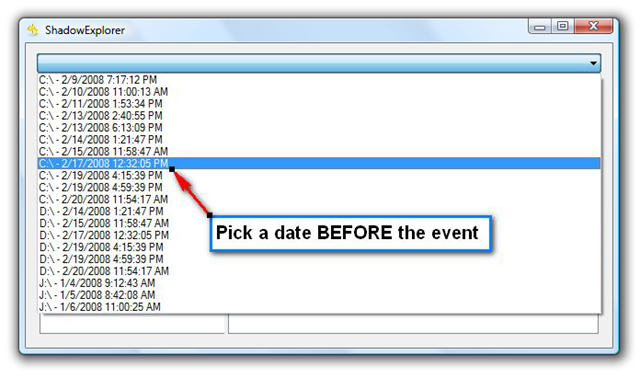 ShadowExplorer
C:\ - 2/9/2008 7:17:12 PM
C:\ - 2/10/2008 11:00:13 AM
C:\ - 2/11/2008 1:53:34 PM
C:\ - 2/13/2008 2:40:55 PM
C:\ - 2/13/2008 6:13:09 PM
C:\ - 2/14/2008 1:21:47 PM
C:\ - 2/15/2008 11:58:47 AM
C:\ - 2/17/2008 12:32:05 PM
C:\ - 2/19/2008 4:15:39 PM
C:\ - 2/19/2008 4:59:39 PM
C:\ - 2/20/2008 11:54:17 AM
D:\ - 2/14/2008 1:21:47 PM
D:\ - 2/15/2008 11:58:47 AM
D:\ - 2/17/2008 12:32:05 PM
D:\ - 2/19/2008 4:15:39 PM
D:\ - 2/19/2008 4:59:39 PM
D:\ - 2/20/2008 11:54:17 AM
J:\ - 1/4/2008 9:12:43 AM
J:\ - 1/5/2008 8:42:08 AM
J:\ - 1/6/2008 11:00:25 AM
Pick a date BEFORE the event